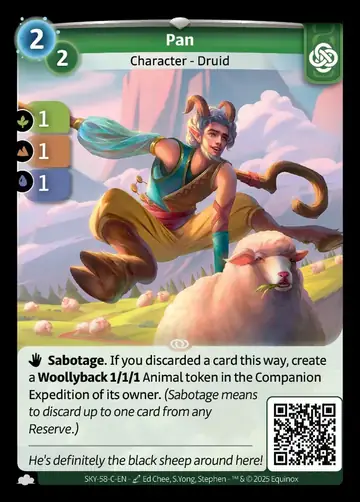 2
2
Pan
Character - Druid
1
1
1
Sabotage. If you discarded a card this way, create
a Woollyback 1/1/1 Animal token in the Companion
Expedition of its owner. (Sabotage means
to discard up to one card from any
Reserve.)
He's definitely the black sheep around here!
SKY-58-C-EN - Ed Chee, S.Yong, Stephen - ™ & © 2025 Equinox